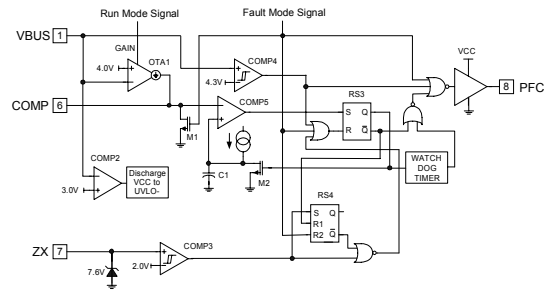 Run Mode Signal
Fault Mode Signal
VBUS 1
GAIN
VCC
4.0V
OTA1
COMP4
4.3V
RS3
8 PFC
COMP 6
COMP5
S Q
R Q
M1
C1
M2
WATCH
DOG
TIMER
COMP2
3.0V
Discharge
VCC to
UVLO-
RS4
S Q
R1
R2 Q
ZX 7
COMP3
7.6V
2.0V